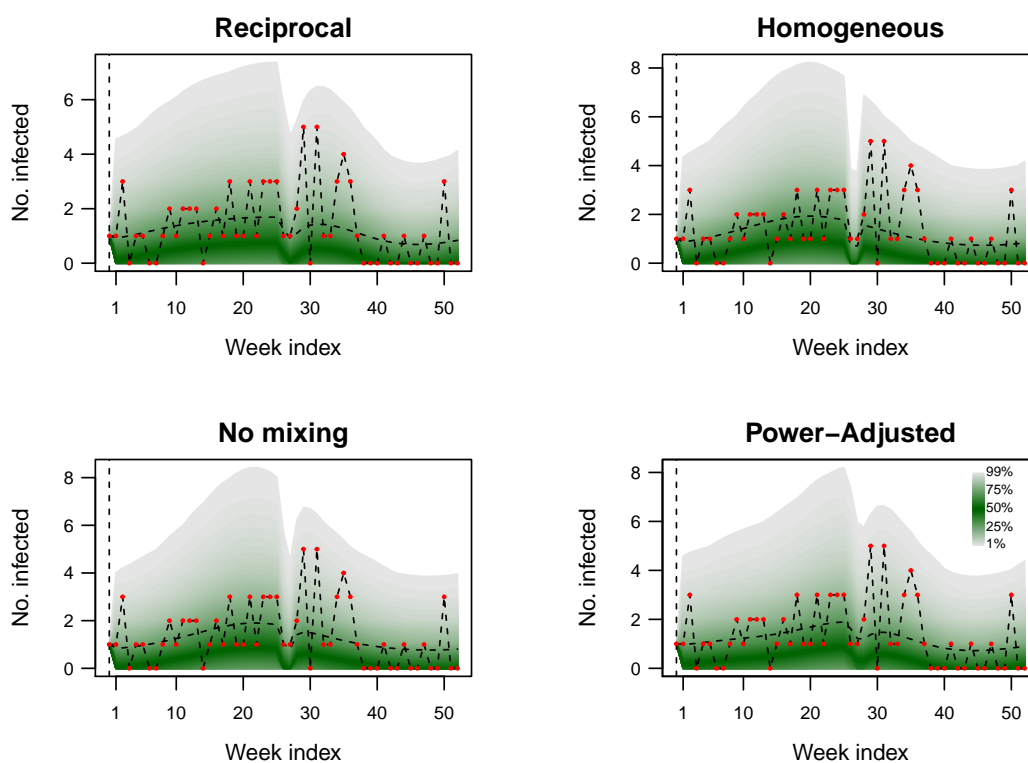 Reciprocal
No. infected
6
4
2
0
1 10 20 30 40 50
Week index
Homogeneous
No. infected
8
6
4
2
0
1 10 20 30 40 50
Week index
No mixing
No. infected
8
6
4
2
0
1 10 20 30 40 50
Week index
Power−Adjusted
No. infected
8
6
4
2
0
99%
75%
50%
25%
1%
1 10 20 30 40 50
Week index